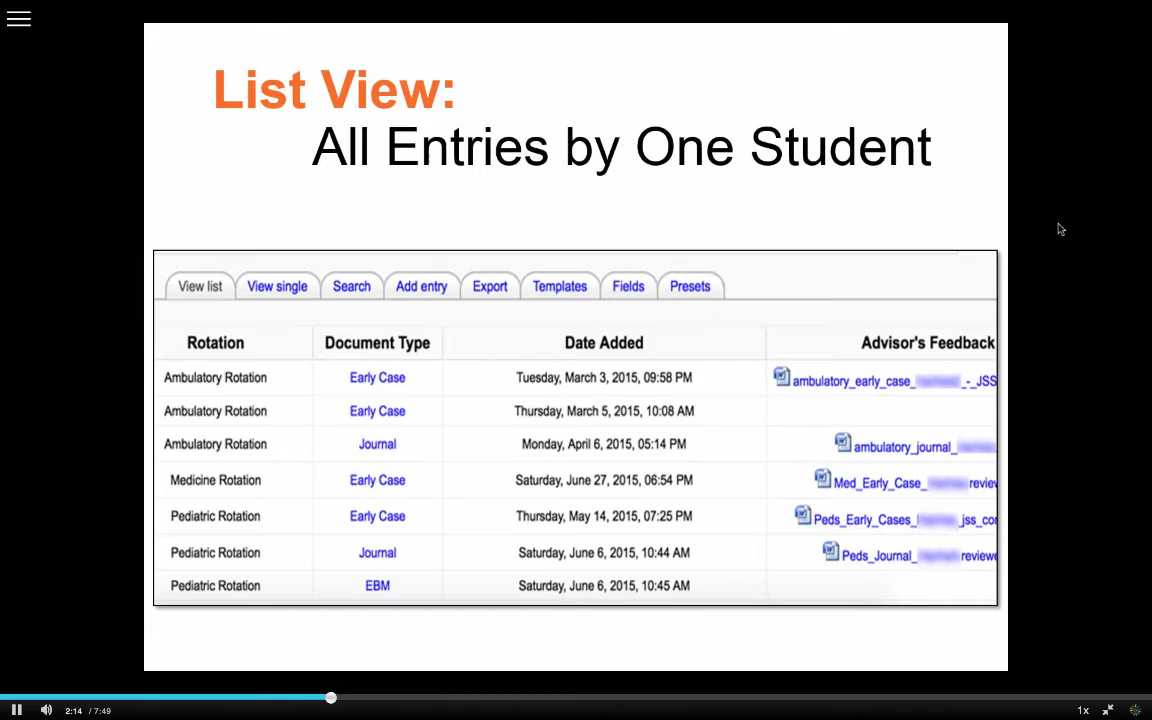 List View:
All Entries by One Student
View list View single Search Add entry Export Templates Fields Presets
Rotation Document Type Date Added Advisor's Feedback
Ambulatory Rotation Early Case Tuesday, March 3, 2015, 09:58 PM ambulatory_early_case_ _-_JSS
Ambulatory Rotation Early Case Thursday, March 5, 2015, 10:08 AM
Ambulatory Rotation Journal Monday, April 6, 2015, 05:14 PM ambulatory_journal_
Medicine Rotation Early Case Saturday, June 27, 2015, 06:54 PM Med_Early_Case_ review
Pediatric Rotation Early Case Thursday, May 14, 2015, 07:25 PM Peds_Early_Cases_ _jss_co
Pediatric Rotation Journal Saturday, June 6, 2015, 10:44 AM Peds_Journal_ reviewe
Pediatric Rotation EBM Saturday, June 6, 2015, 10:45 AM
2:14 / 7:49 1x